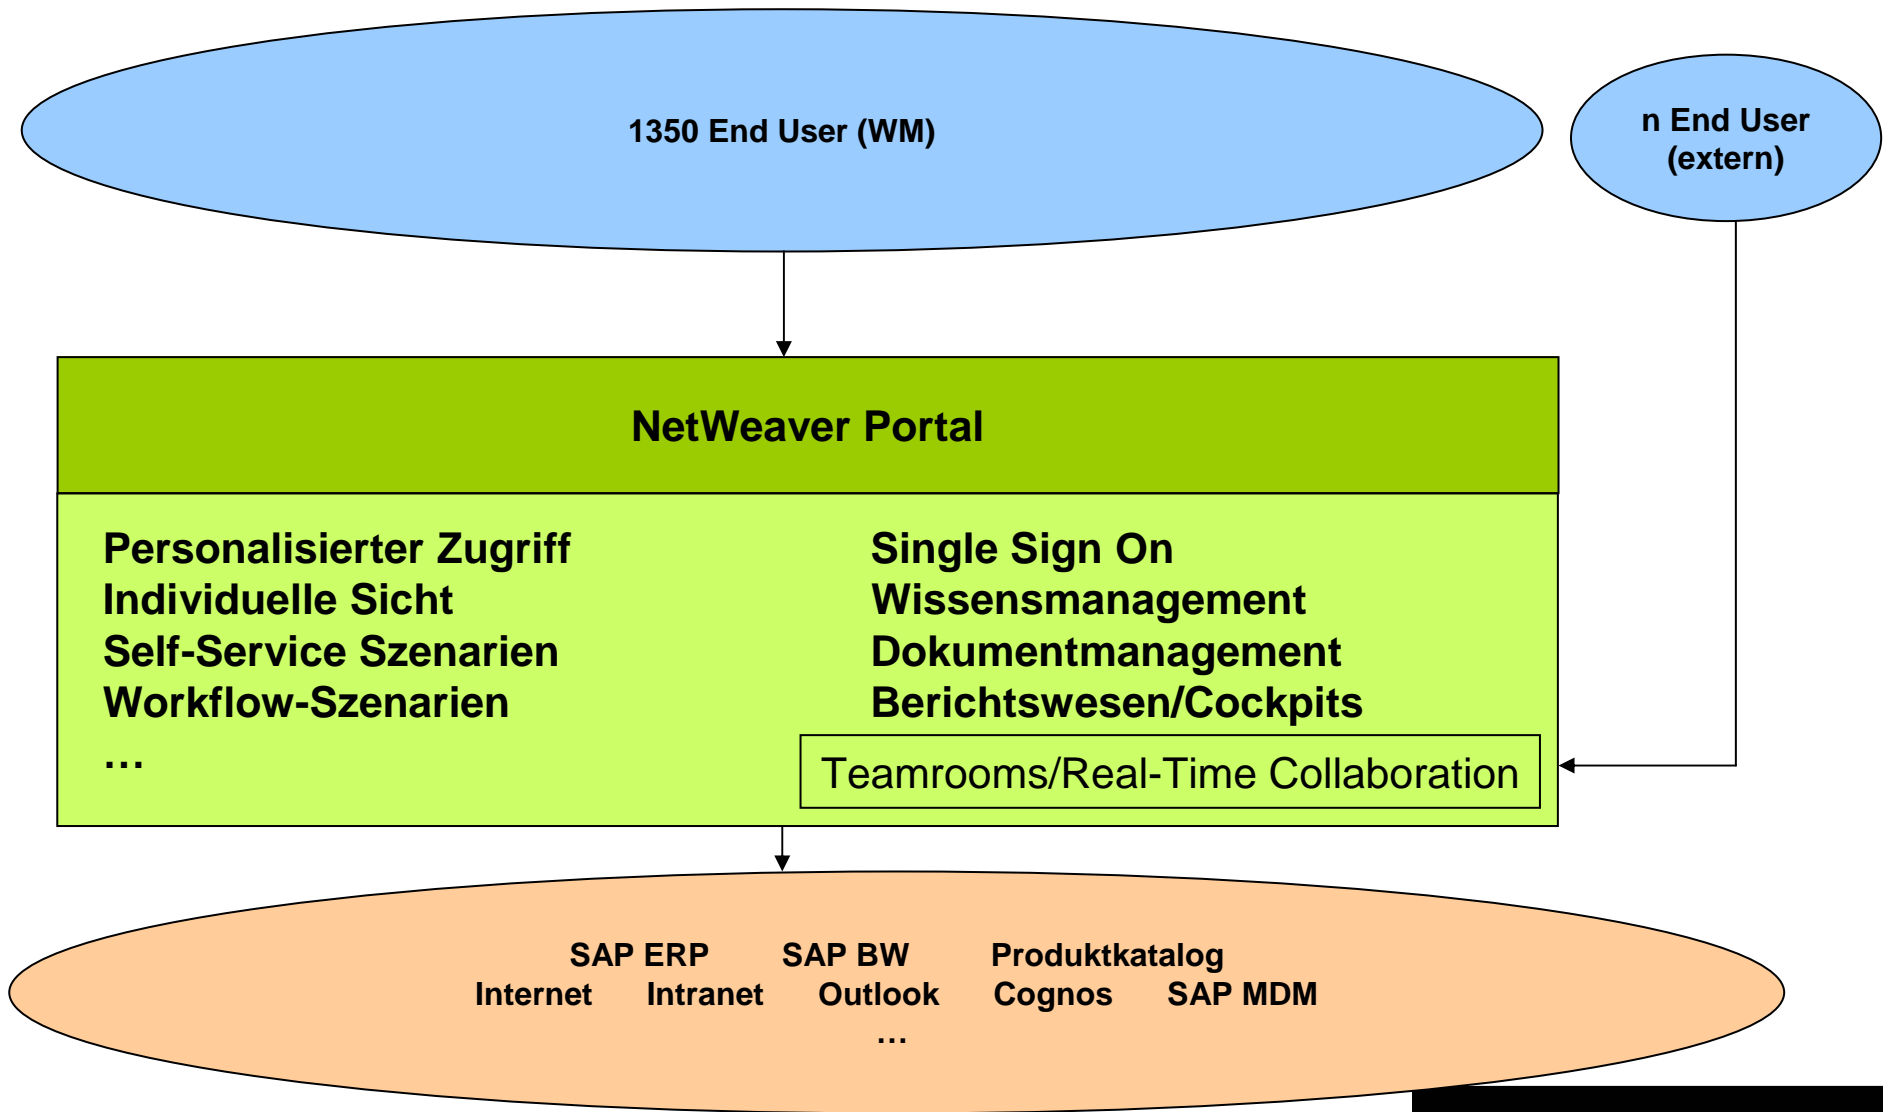 1350 End User (WM)
n End User
(extern)
NetWeaver Portal
Personalisierter Zugriff
Individuelle Sicht
Self-Service Szenarien
Workflow-Szenarien
…
Single Sign On
Wissensmanagement
Dokumentmanagement
Berichtswesen/Cockpits
Teamrooms/Real-Time Collaboration
SAP ERP SAP BW Produktkatalog
Internet Intranet Outlook Cognos SAP MDM
…